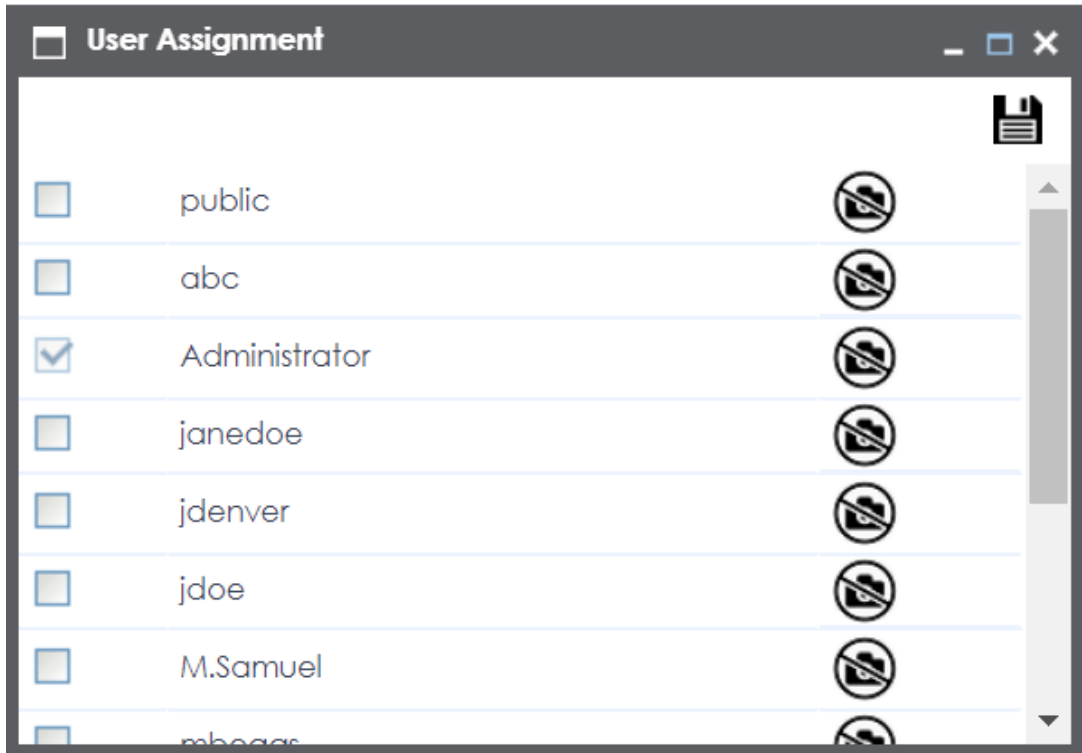 User Assignment
public
abc
Administrator
janedoe
jdenver
jdoe
M.Samuel